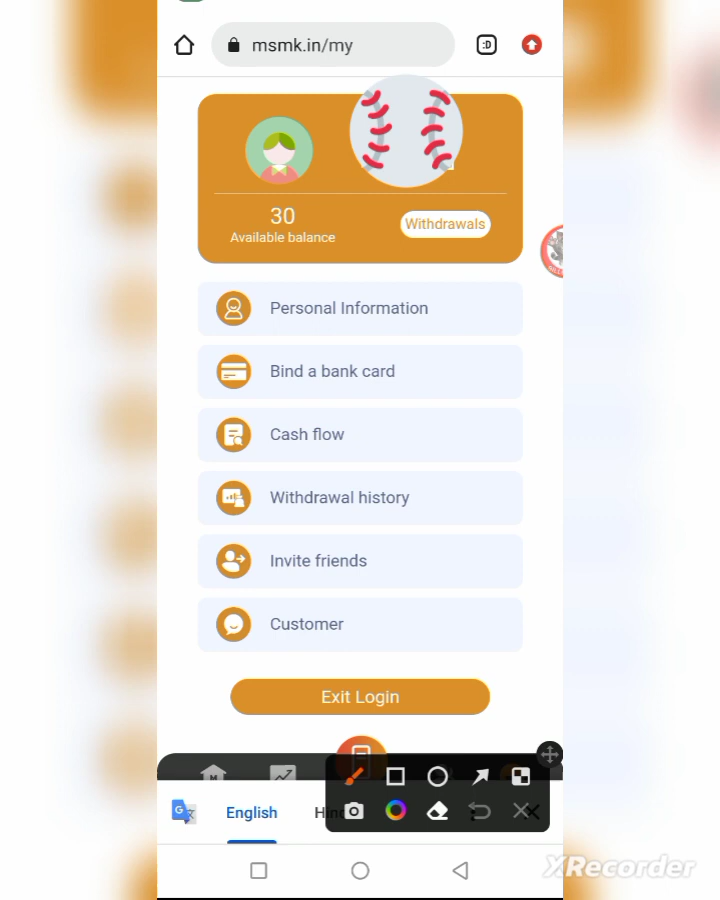 msmk.in/my
:D
30
Available balance
Withdrawals
Personal Information
Bind a bank card
Cash flow
Withdrawal history
Invite friends
Customer
Exit Login
English
XRecorder